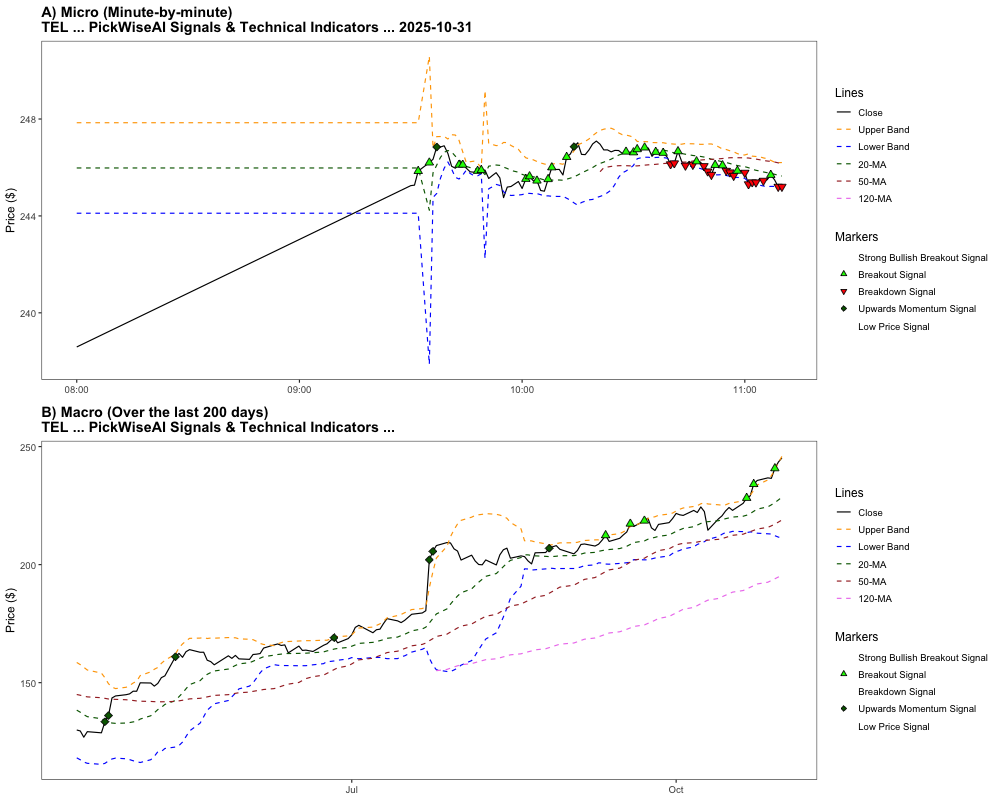 A) Micro (Minute-by-minute)
TEL ... PickWiseAI Signals & Technical Indicators ... 2025-10-31
Price ($)
248
244
240
08:00
09:00
10:00
11:00
Lines
Close
Upper Band
Lower Band
20-MA
50-MA
120-MA
Markers
Strong Bullish Breakout Signal
Breakout Signal
Breakdown Signal
Upwards Momentum Signal
Low Price Signal
B) Macro (Over the last 200 days)
TEL ... PickWiseAI Signals & Technical Indicators ...
Price ($)
250
200
150
Jul
Oct
Lines
Close
Upper Band
Lower Band
20-MA
50-MA
120-MA
Markers
Strong Bullish Breakout Signal
Breakout Signal
Breakdown Signal
Upwards Momentum Signal
Low Price Signal